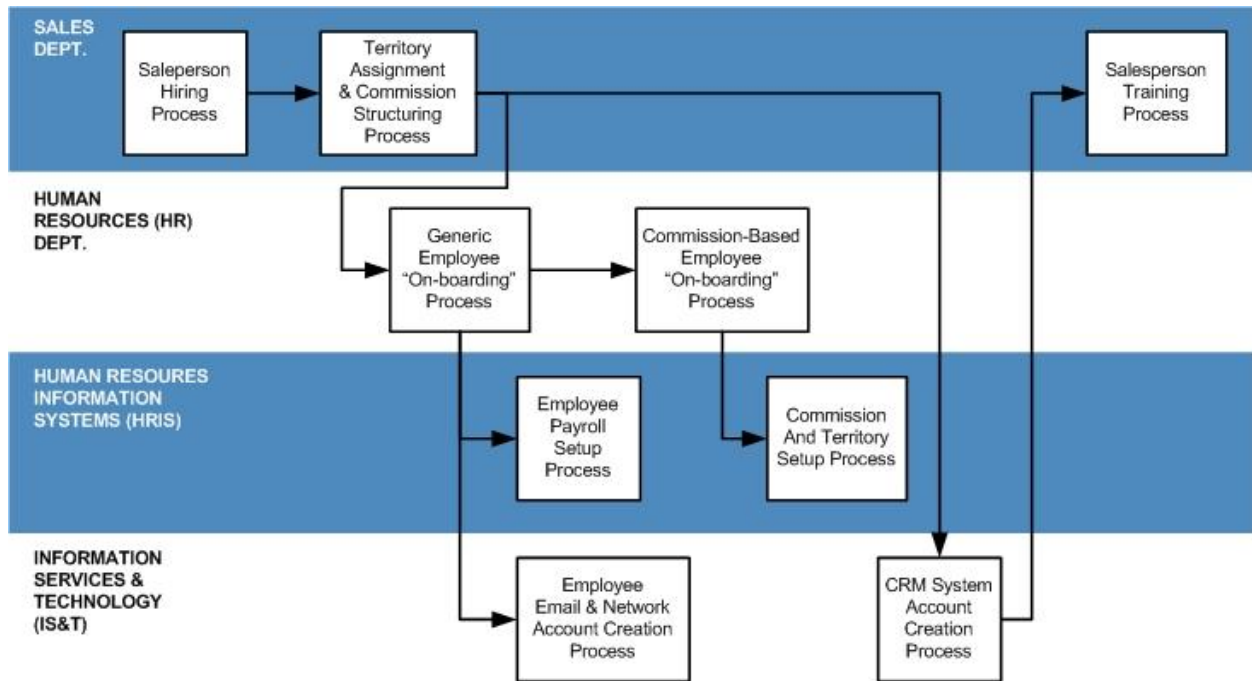 SALES
DEPT.
Saleperson
Hiring
Process
Territory
Assignment
& Commission
Structuring
Process
Salesperson
Training
Process
HUMAN
RESOURCES (HR)
DEPT.
Generic
Employee
“On-boarding”
Process
Commission-Based
Employee
“On-boarding”
Process
HUMAN RESOURES
INFORMATION
SYSTEMS (HRIS)
Employee
Payroll
Setup
Process
Commission
And Territory
Setup Process
INFORMATION
SERVICES &
TECHNOLOGY
(IS&T)
Employee
Email & Network
Account Creation
Process
CRM System
Account
Creation
Process